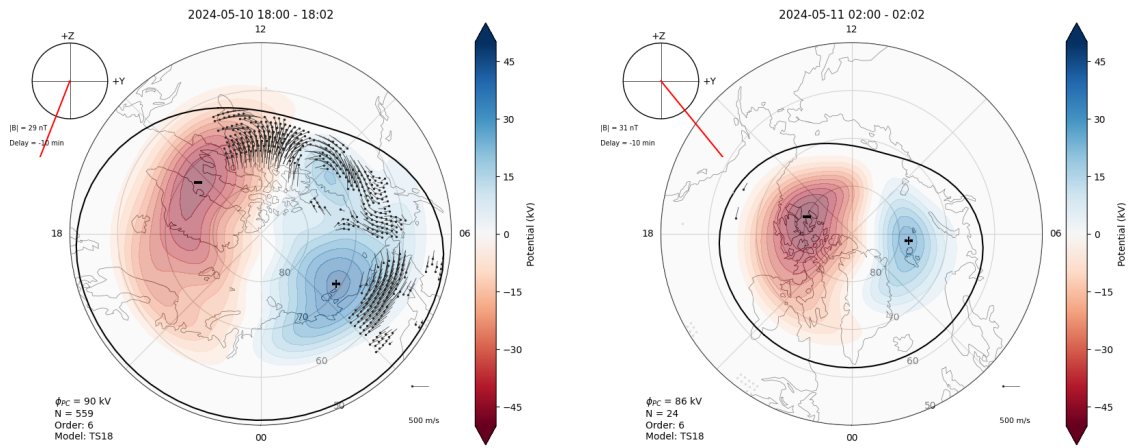 2024-05-10 18:00 - 18:02
12
+Z
+Y
|B| = 29 nT
Delay = -10 min
18
06
80
70
60
50
00
ϕPC = 90 kV
N = 559
Order: 6
Model: TS18
500 m/s
45
30
15
0
−15
−30
−45
Potential (kV)
2024-05-11 02:00 - 02:02
12
+Z
+Y
|B| = 31 nT
Delay = -10 min
18
06
80
70
60
50
00
ϕPC = 86 kV
N = 24
Order: 6
Model: TS18
500 m/s
45
30
15
0
−15
−30
−45
Potential (kV)